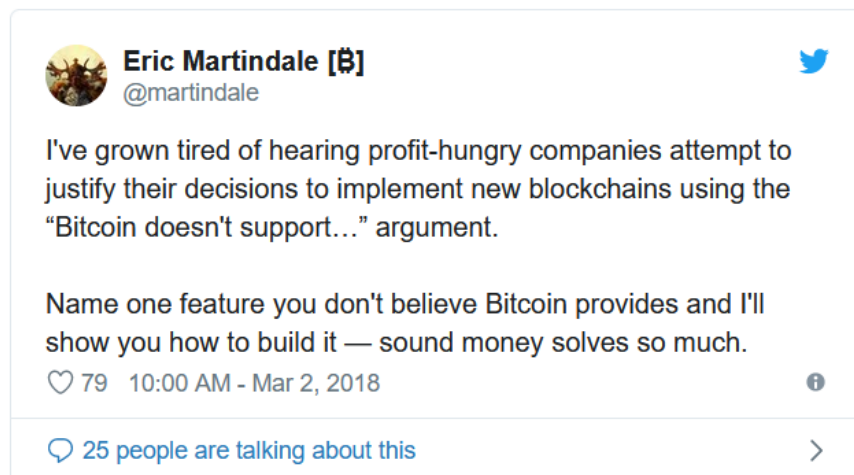 Eric Martindale [₿]
@martindale
I've grown tired of hearing profit-hungry companies attempt to
justify their decisions to implement new blockchains using the
“Bitcoin doesn't support…” argument.
Name one feature you don't believe Bitcoin provides and I'll
show you how to build it — sound money solves so much.
79 10:00 AM - Mar 2, 2018
25 people are talking about this